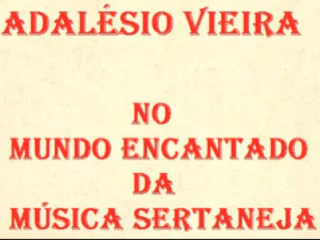 ADALÉSIO VIEIRA
NO
MUNDO ENCANTADO
DA
MÚSICA SERTANEJA